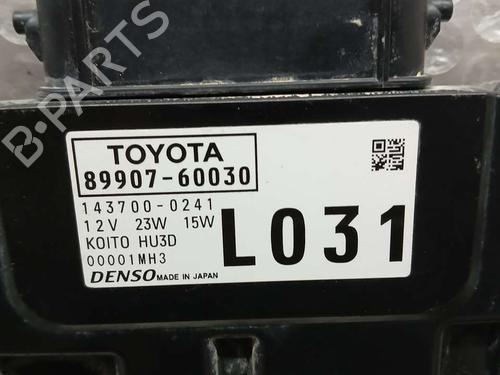 TOYOTA
89907-60030
143700-0241
12V 23W 15W
KOITO HU3D
00001MH3
L031
DENSO MADE IN JAPAN
B-PARTS